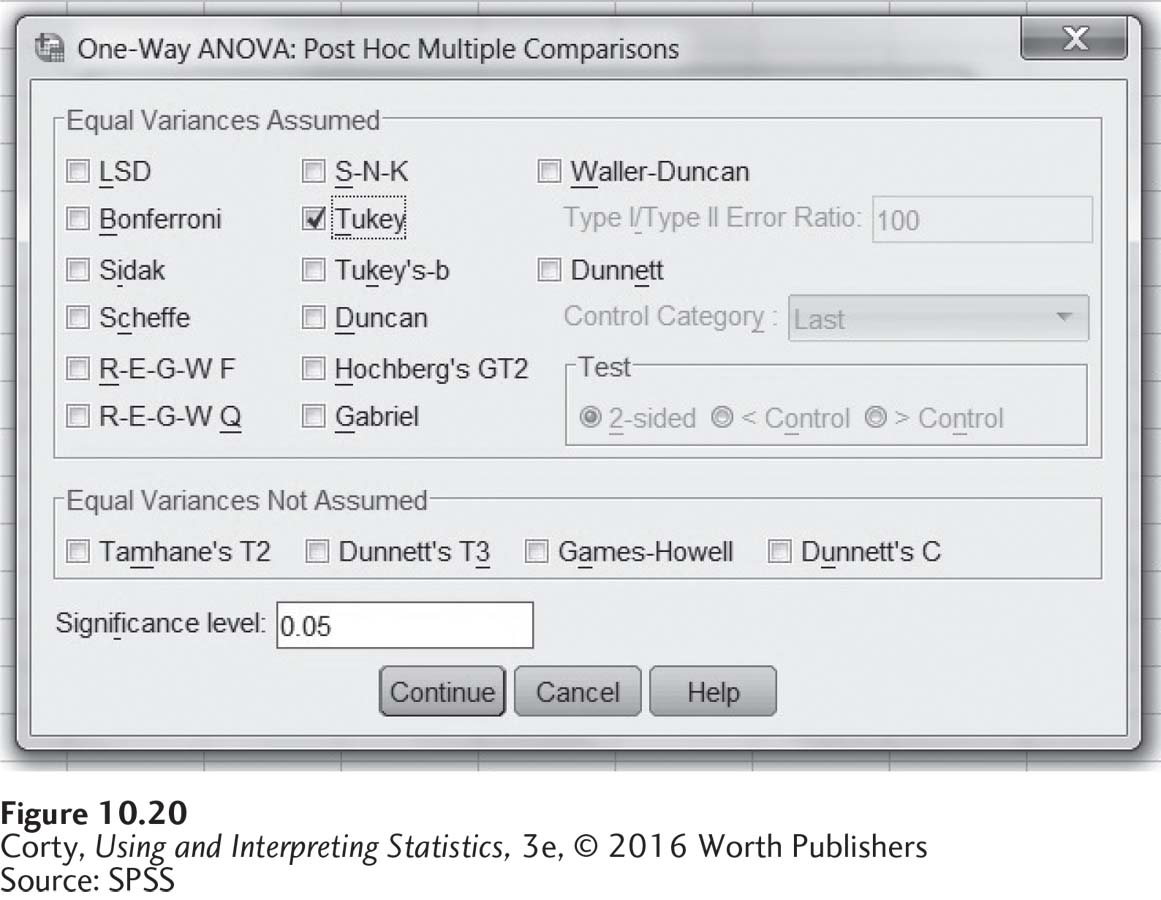 One-Way ANOVA: Post Hoc Multiple Comparisons
Equal Variances Assumed
LSD S-N-K Waller-Duncan
Bonferroni Tukey Type I/Type II Error Ratio: 100
Sidak Tukey's-b Dunnett
Scheffe Duncan Control Category : Last
R-E-G-W F Hochberg's GT2 Test
R-E-G-W Q Gabriel 2-sided < Control > Control
Equal Variances Not Assumed
Tamhane's T2 Dunnett's T3 Games-Howell Dunnett's C
Significance level: 0.05
Continue Cancel Help
Figure 10.20
Corty, Using and Interpreting Statistics, 3e, © 2016 Worth Publishers
Source: SPSS